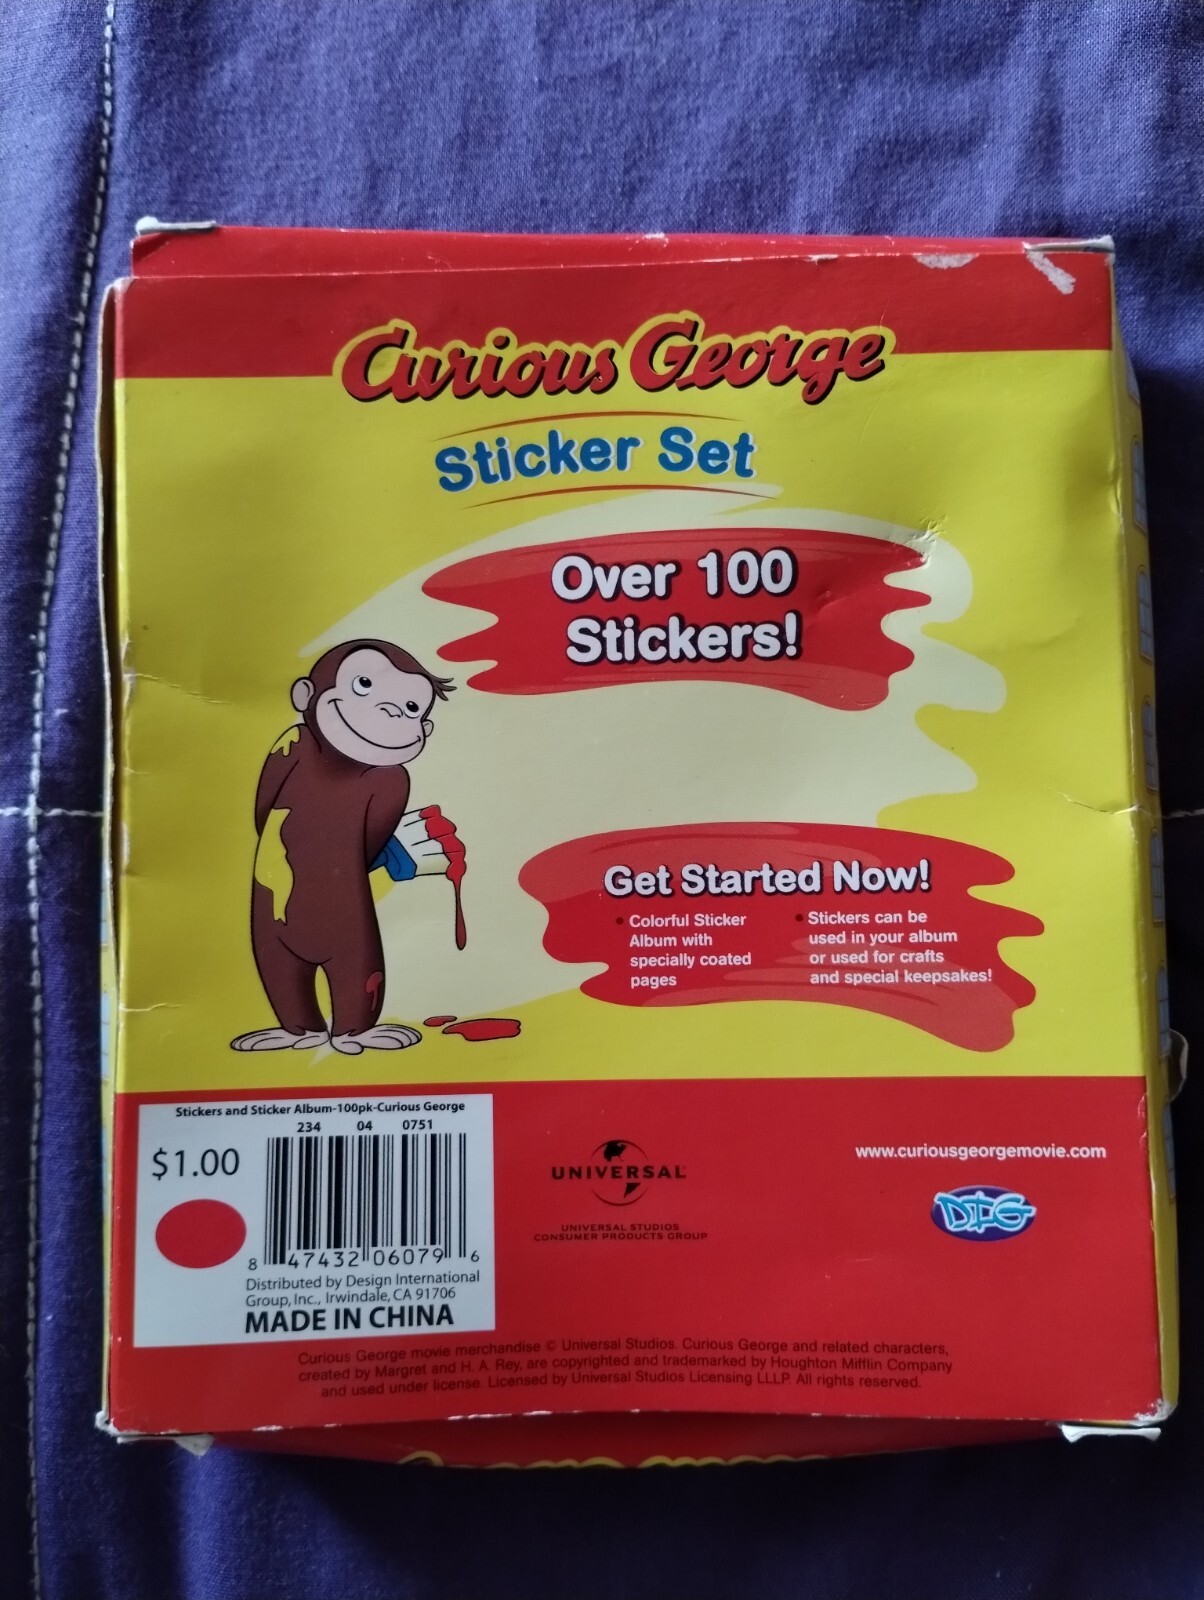 Curious George
Sticker Set
Over 100
Stickers!
Get Started Now!
• Colorful Sticker
Album with
specially coated
pages
• Stickers can be
used in your album
or used for crafts
and special keepsakes!
Stickers and Sticker Album-100pk-Curious George
234 04 0751
$1.00
8 47432 06079 6
Distributed by Design International
Group, Inc., Irwindale, CA 91706
MADE IN CHINA
UNIVERSAL
UNIVERSAL STUDIOS
CONSUMER PRODUCTS GROUP
www.curiousgeorgemovie.com
DIG
Curious George movie merchandise © Universal Studios. Curious George and related characters,
created by Margret and H. A. Rey, are copyrighted and trademarked by Houghton Mifflin Company
and used under license. Licensed by Universal Studios Licensing LLLP. All rights reserved.